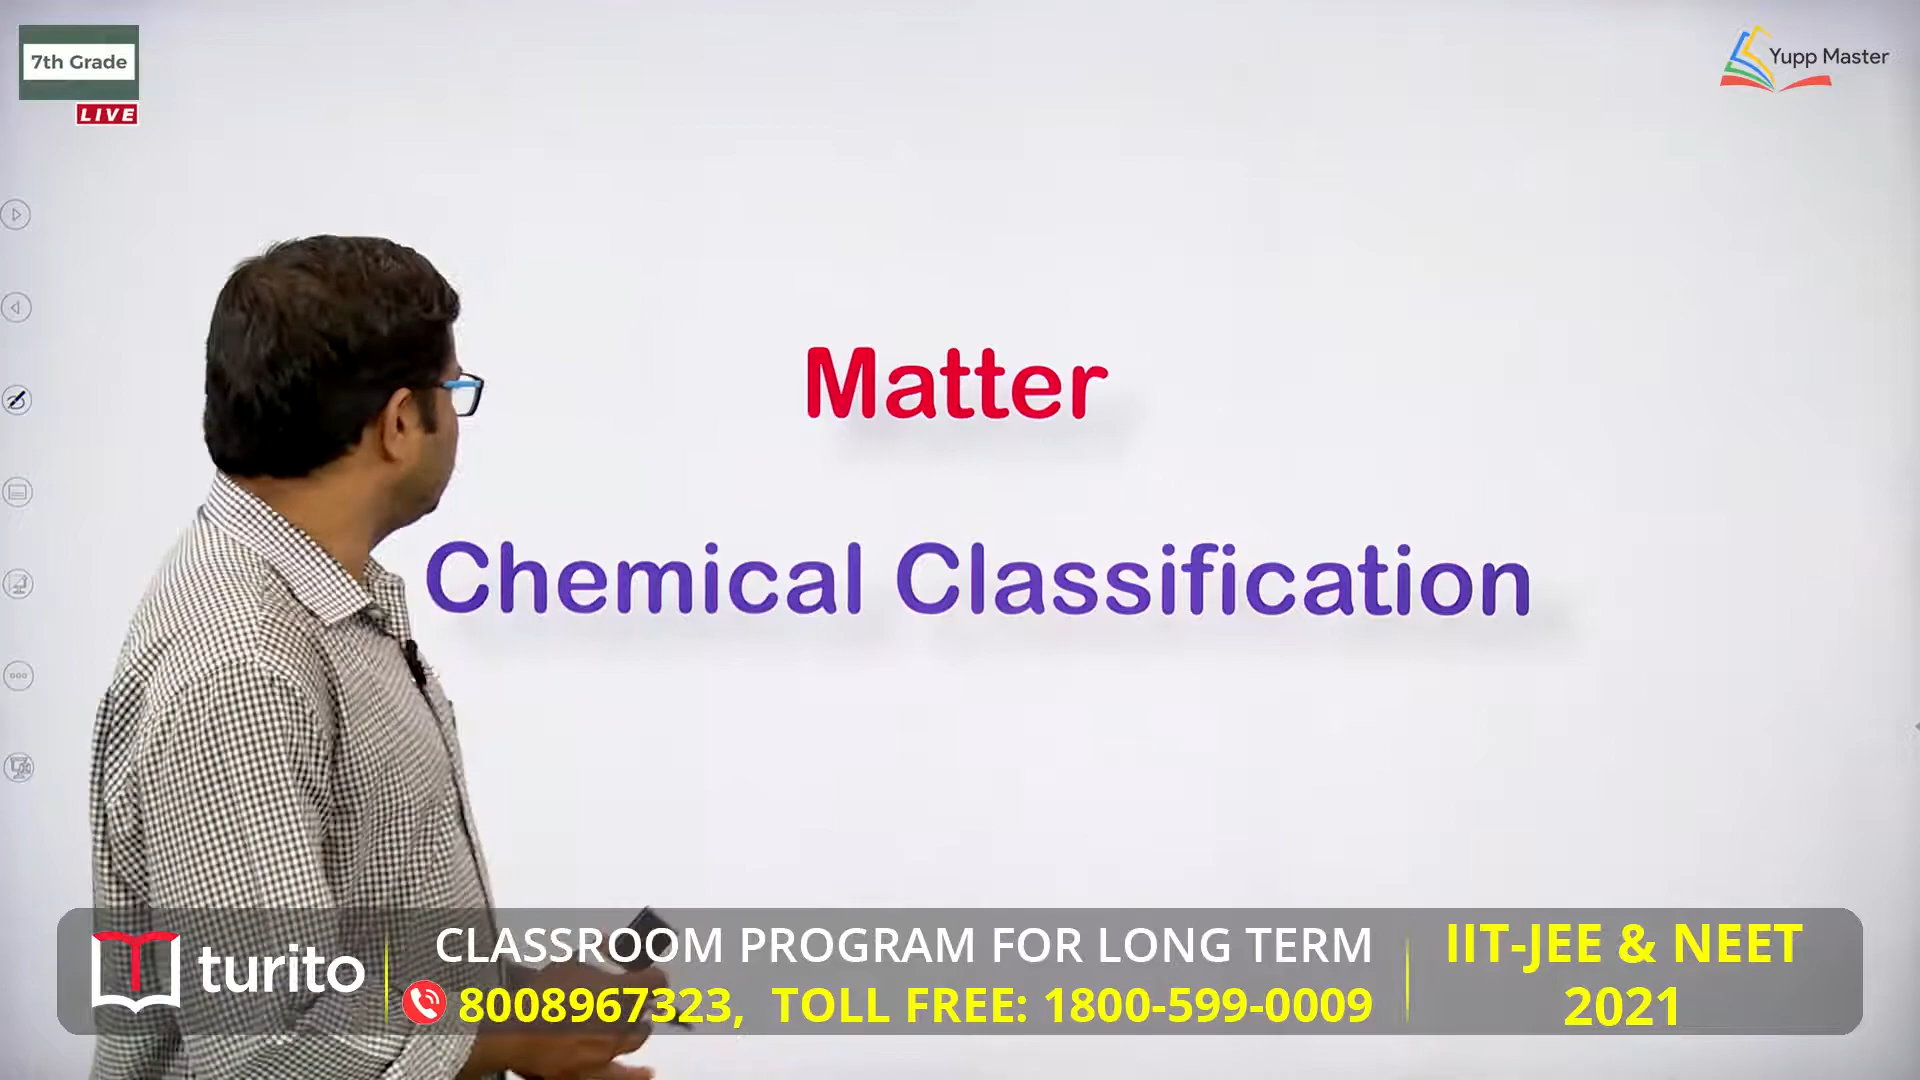 7th Grade
LIVE
Yupp Master
Matter
Chemical Classification
turito
CLASSROOM PROGRAM FOR LONG TERM
8008967323, TOLL FREE: 1800-599-0009
IIT-JEE & NEET
2021